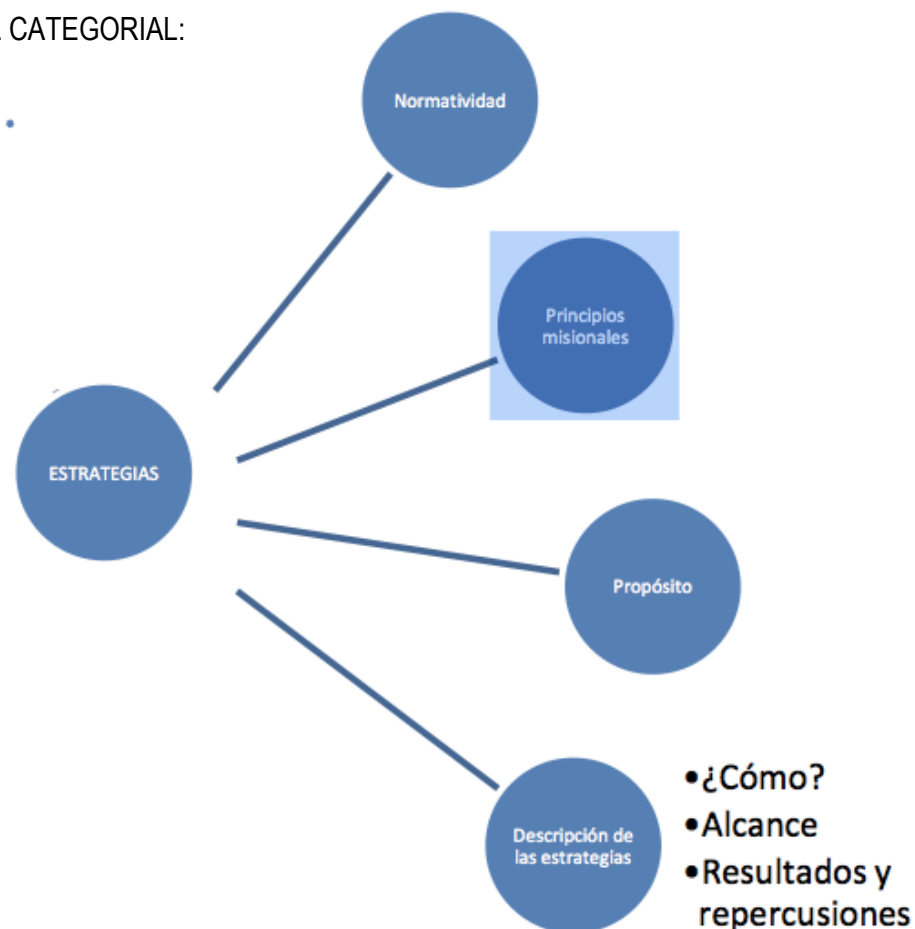 CATEGORIAL:
Normatividad
Principios
misionales
ESTRATEGIAS
Propósito
Descripción de
las estrategias
•¿Cómo?
•Alcance
•Resultados y
repercusiones